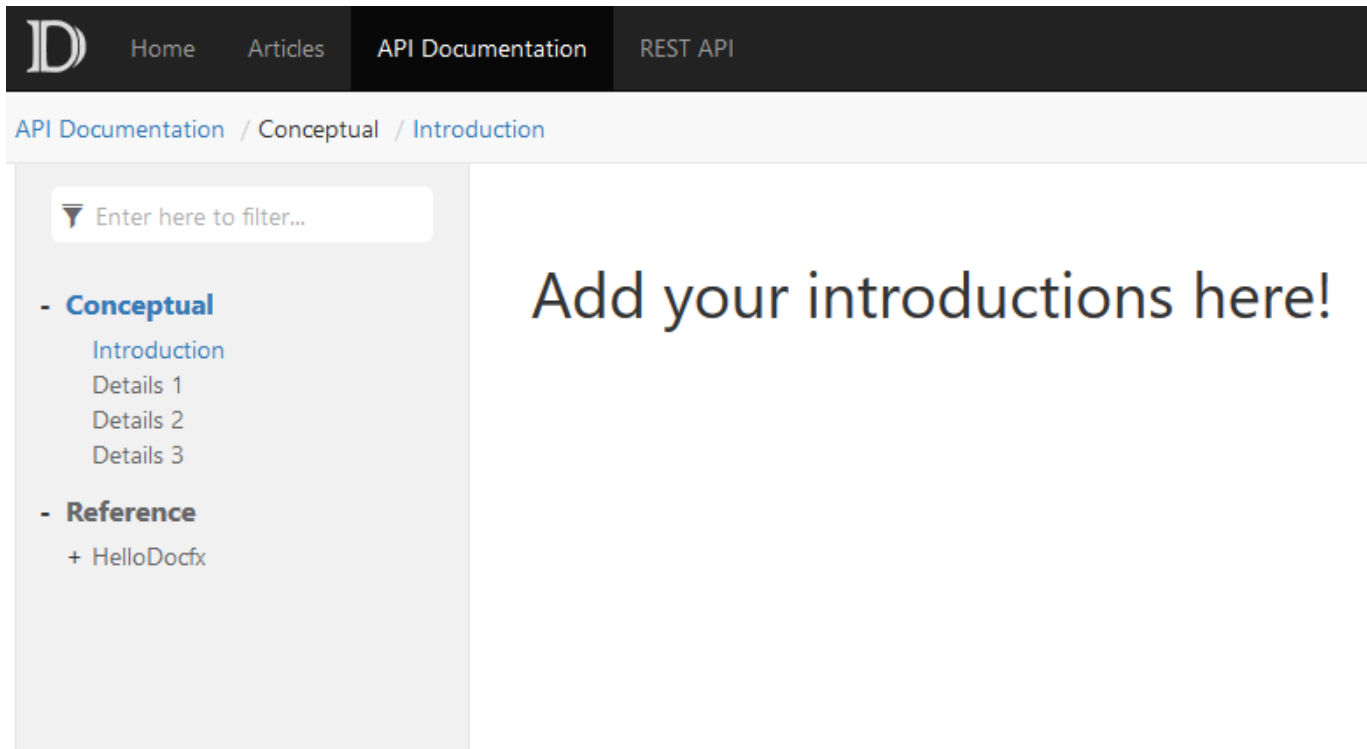 Home Articles API Documentation REST API
API Documentation / Conceptual / Introduction
Enter here to filter...
- Conceptual
Introduction
Details 1
Details 2
Details 3
- Reference
+ HelloDocfx
Add your introductions here!